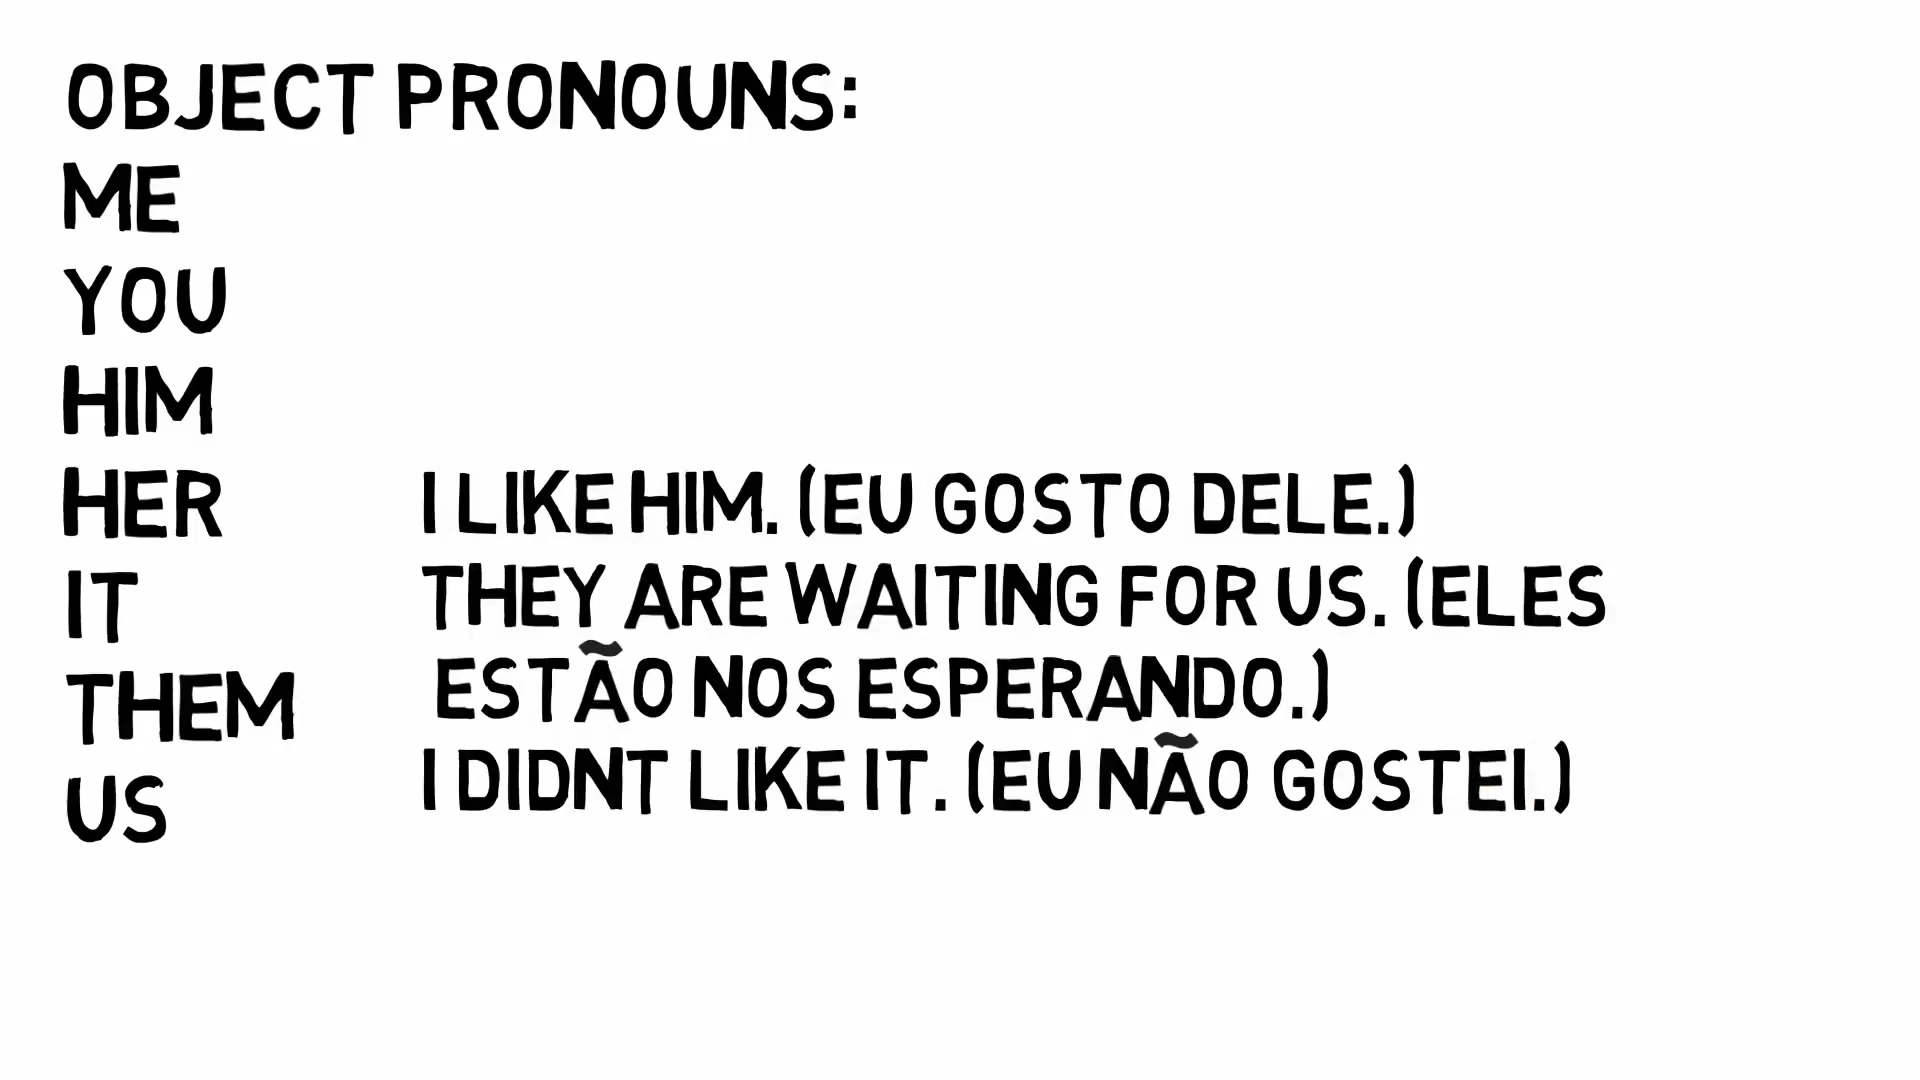 OBJECT PRONOUNS:
ME
YOU
HIM
HER
IT
THEM
US
I LIKE HIM. (EU GOSTO DELE.)
THEY ARE WAITING FOR US. (ELES
ESTÃO NOS ESPERANDO.)
I DIDNT LIKE IT. (EU NÃO GOSTEI.)